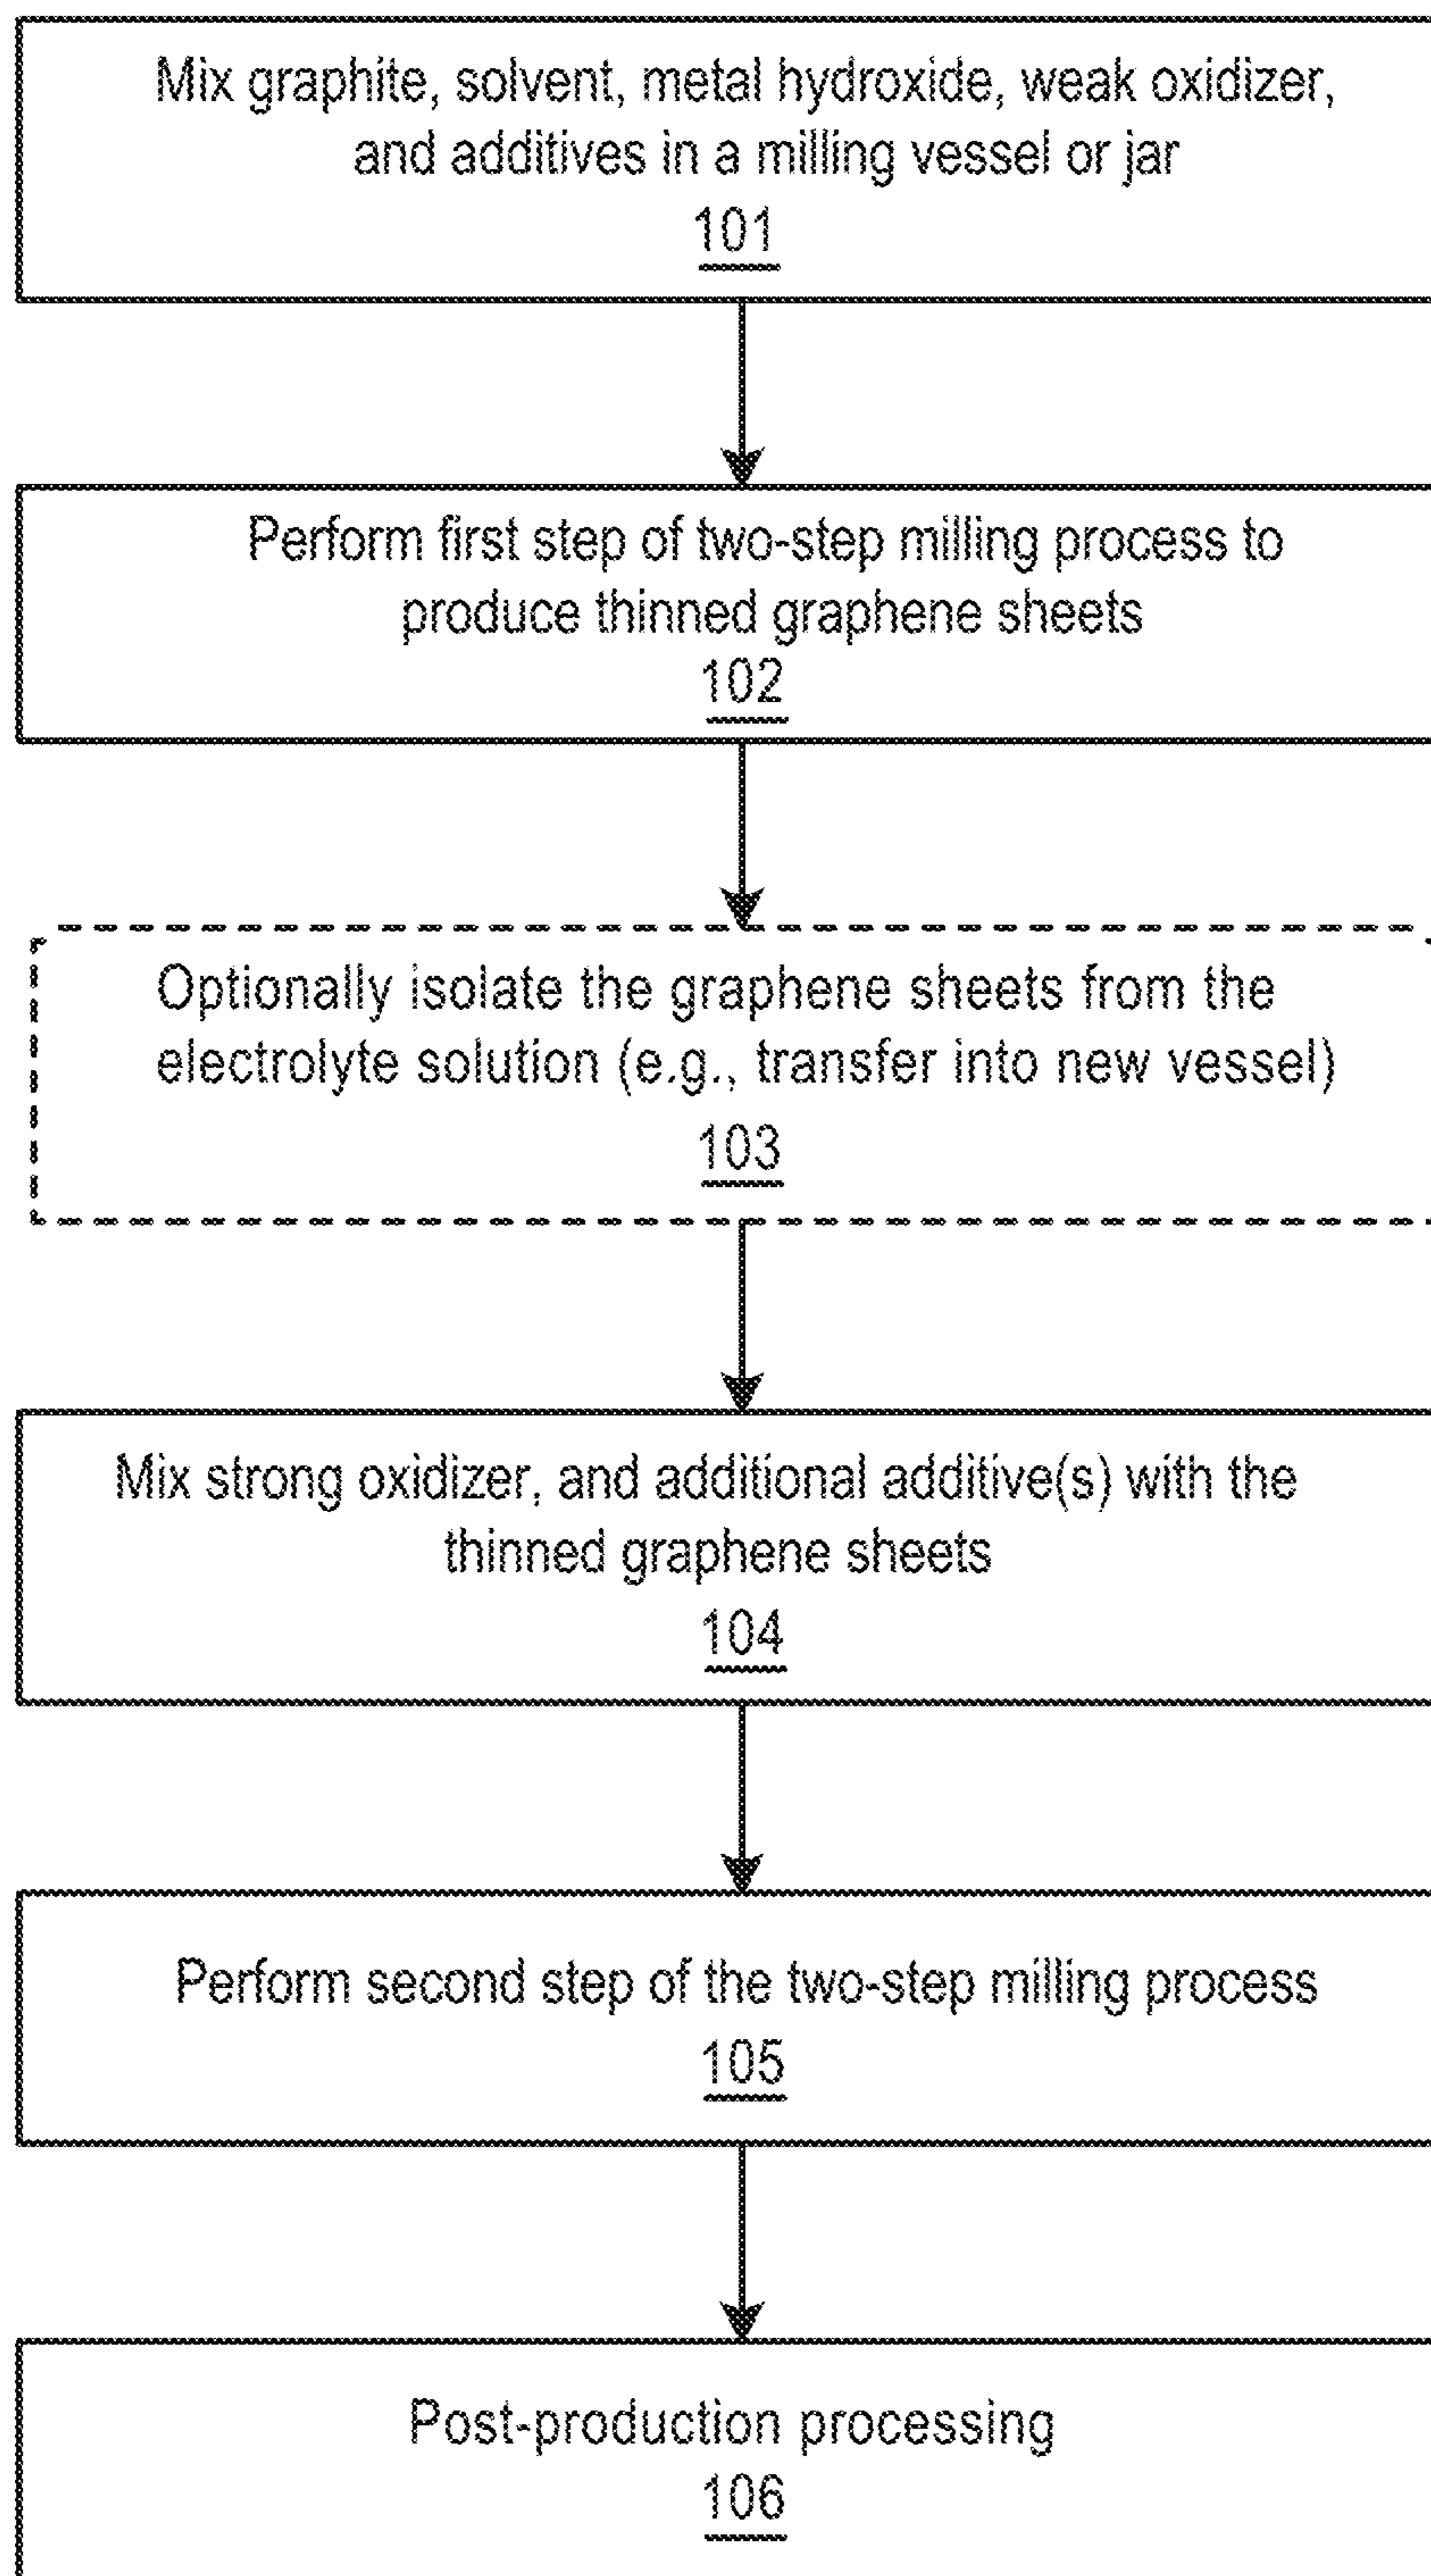 Mix graphite, solvent, metal hydroxide, weak oxidizer,
and additives in a milling vessel or jar
101
Perform first step of two-step milling process to
produce thinned graphene sheets
102
Optionally isolate the graphene sheets from the
electrolyte solution (e.g., transfer into new vessel)
103
Mix strong oxidizer, and additional additive(s) with the
thinned graphene sheets
104
Perform second step of the two-step milling process
105
Post-production processing
106